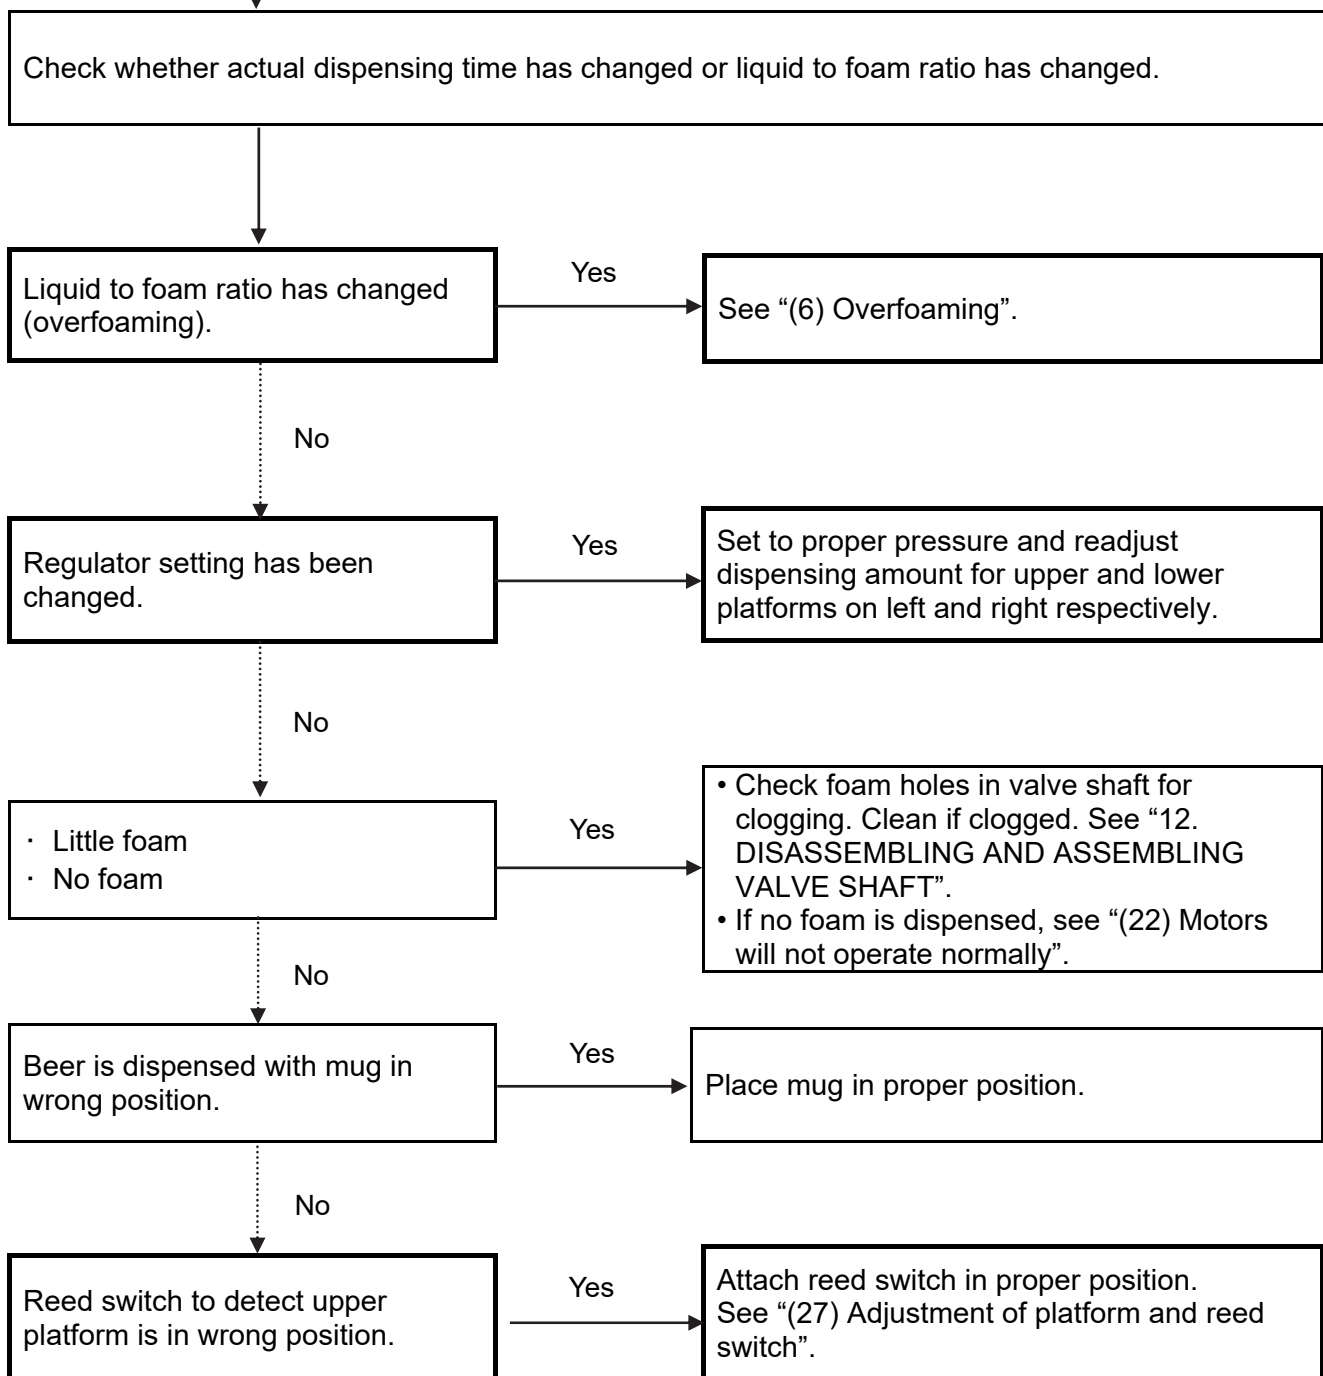 Check whether actual dispensing time has changed or liquid to foam ratio has changed.
Liquid to foam ratio has changed
(overfoaming).
Yes
See “(6) Overfoaming”.
No
Regulator setting has been
changed.
Yes
Set to proper pressure and readjust
dispensing amount for upper and lower
platforms on left and right respectively.
No
· Little foam
· No foam
Yes
• Check foam holes in valve shaft for
clogging. Clean if clogged. See “12.
DISASSEMBLING AND ASSEMBLING
VALVE SHAFT”.
• If no foam is dispensed, see “(22) Motors
will not operate normally”.
No
Beer is dispensed with mug in
wrong position.
Yes
Place mug in proper position.
No
Reed switch to detect upper
platform is in wrong position.
Yes
Attach reed switch in proper position.
See “(27) Adjustment of platform and reed
switch”.